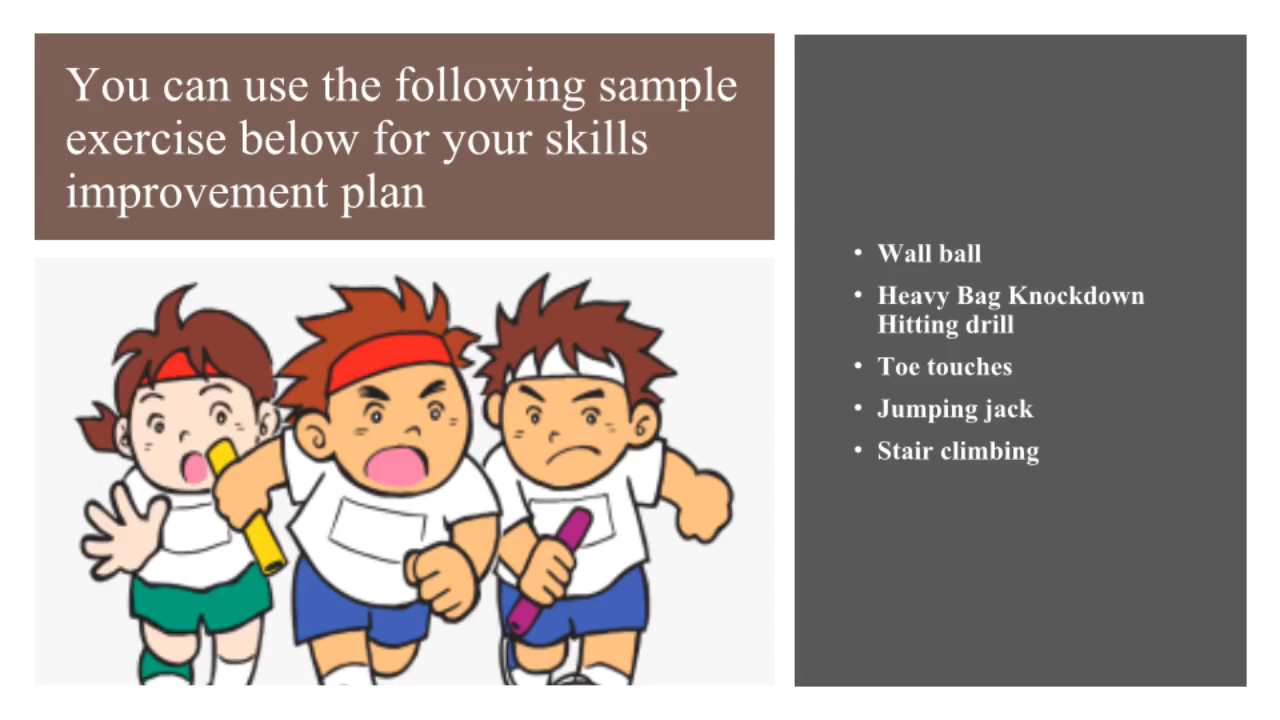 You can use the following sample
exercise below for your skills
improvement plan
• Wall ball
• Heavy Bag Knockdown
Hitting drill
• Toe touches
• Jumping jack
• Stair climbing